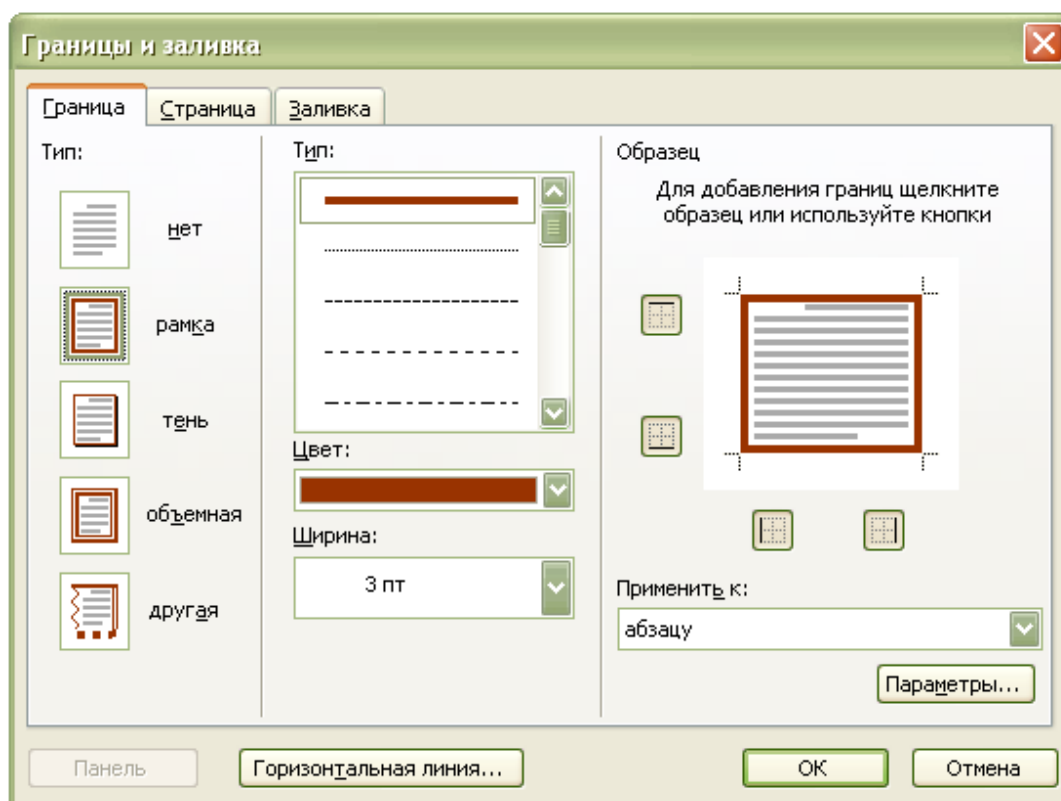 Границы и заливка
Граница
Страница
Заливка
Тип:
нет
рамка
тень
объемная
другая
Тип:
Цвет:
Ширина:
3 пт
Образец
Для добавления границ щелкните
образец или используйте кнопки
Применить к:
абзацу
Параметры...
Панель
Горизонтальная линия...
ОК
Отмена